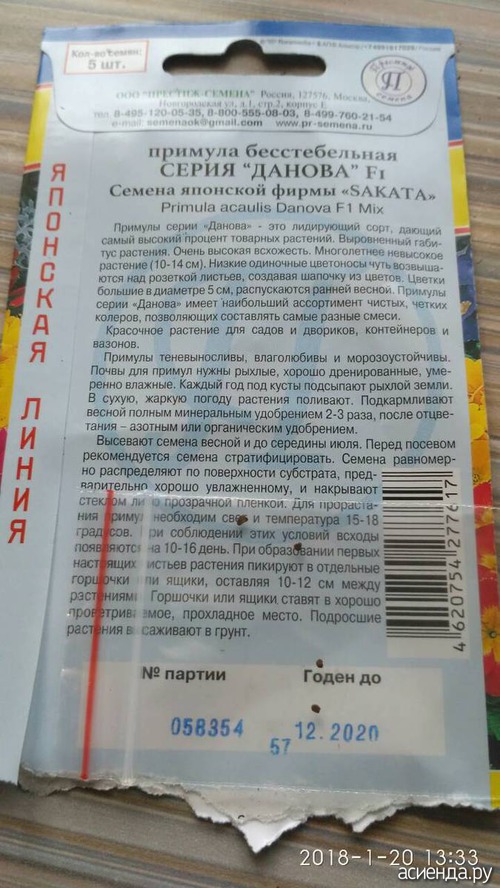 Кол-во семян:
5 шт.
Престиж
П
семена
ООО "ПРЕСТИЖ-СЕМЕНА" Россия, 127576, Москва,
Новгородская ул, д.1, стр.2, корпус Е
тел. 8-495-120-05-35, 8-800-555-08-03, 8-499-760-21-54
e-mail: semenaok@gmail.com www.pr-semena.ru
ЯПОНСКАЯ ЛИНИЯ
примула бесстебельная
СЕРИЯ "ДАНОВА" F1
Семена японской фирмы «SAKATA»
Primula acaulis Danova F1 Mix
Примулы серии «Данова» - это лидирующий сорт, дающий
самый высокий процент товарных растений. Выровненный габи-
тус растения. Очень высокая всхожесть. Многолетнее невысокое
растение (10-14 см). Низкие одиночные цветоносы чуть возвыша-
ются над розеткой листьев, создавая шапочку из цветов. Цветки
большие в диаметре 5 см, распускаются ранней весной. Примулы
серии «Данова» имеет наибольший ассортимент чистых, четких
колеров, позволяющих составлять самые разные смеси.
Красочное растение для садов и двориков, контейнеров и
вазонов.
Примулы теневыносливы, влаголюбивы и морозоустойчивы.
Почвы для примул нужны рыхлые, хорошо дренированные, уме-
ренно влажные. Каждый год под кусты подсыпают рыхлой земли.
В сухую, жаркую погоду растения поливают. Подкармливают
весной полным минеральным удобрением 2-3 раза, после отцве-
тания – азотным или органическим удобрением.
Высевают семена весной и до середины июля. Перед посевом
рекомендуется семена стратифицировать. Семена равномер-
но распределяют по поверхности субстрата, пред-
варительно хорошо увлажненному, и накрывают
стеклом либо прозрачной пленкой. Для прораста-
ния примул необходим свет и температура 15-18
градусов. При соблюдении этих условий всходы
появляются на 10-16 день. При образовании первых
настоящих листьев растения пикируют в отдельные
горшочки или ящики, оставляя 10-12 см между
растениями. Горшочки или ящики ставят в хорошо
проветриваемое, прохладное место. Подросшие
растения высаживают в грунт.
4 620754 277617
№ партии Годен до
058354 12.2020
57
2018-1-20 13:33
асиенда.ру